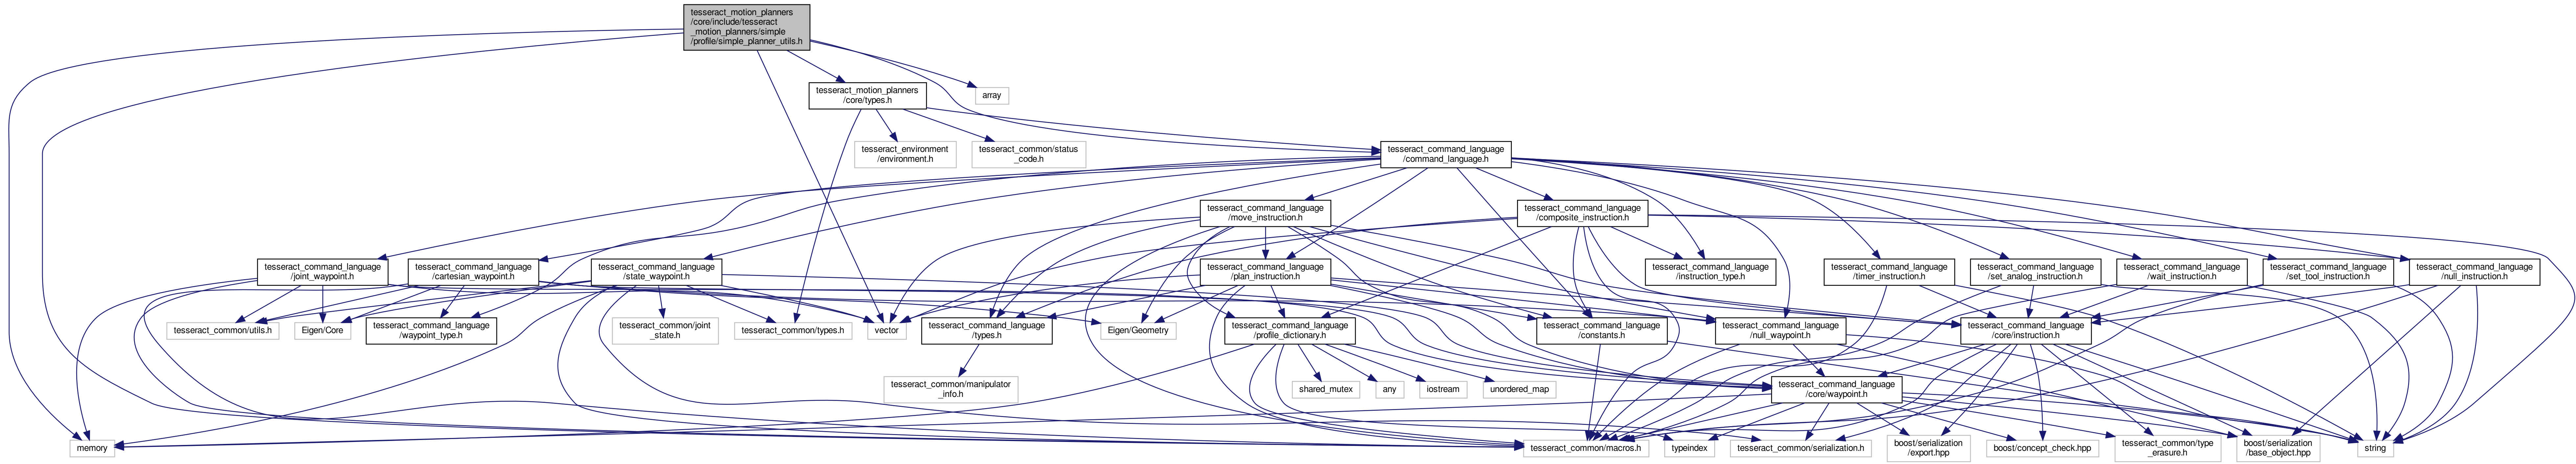 tesseract_motion_planners
/core/include/tesseract
_motion_planners/simple
/profile/simple_planner_utils.h
tesseract_motion_planners
/core/types.h
array
tesseract_environment
/environment.h
tesseract_common/status
_code.h
tesseract_command_language
/command_language.h
tesseract_command_language
/move_instruction.h
tesseract_command_language
/composite_instruction.h
tesseract_command_language
/joint_waypoint.h
tesseract_command_language
/cartesian_waypoint.h
tesseract_command_language
/state_waypoint.h
tesseract_command_language
/plan_instruction.h
tesseract_command_language
/instruction_type.h
tesseract_command_language
/timer_instruction.h
tesseract_command_language
/set_analog_instruction.h
tesseract_command_language
/wait_instruction.h
tesseract_command_language
/set_tool_instruction.h
tesseract_command_language
/null_instruction.h
tesseract_common/utils.h
Eigen/Core
tesseract_command_language
/waypoint_type.h
tesseract_common/joint
_state.h
tesseract_common/types.h
vector
tesseract_command_language
/types.h
Eigen/Geometry
tesseract_command_language
/profile_dictionary.h
tesseract_command_language
/constants.h
tesseract_command_language
/null_waypoint.h
tesseract_command_language
/core/instruction.h
tesseract_common/manipulator
_info.h
shared_mutex
any
iostream
unordered_map
tesseract_command_language
/core/waypoint.h
memory
tesseract_common/macros.h
typeindex
tesseract_common/serialization.h
boost/serialization
/export.hpp
boost/concept_check.hpp
tesseract_common/type
_erasure.h
boost/serialization
/base_object.hpp
string